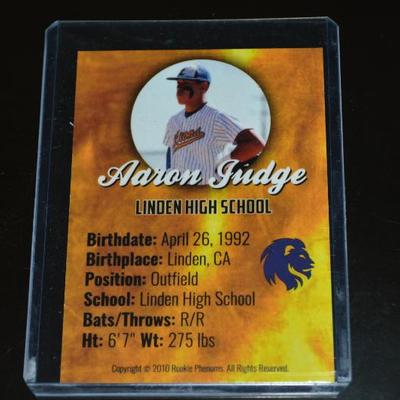 Aaron Judge
LINDEN HIGH SCHOOL
Birthdate: April 26, 1992
Birthplace: Linden, CA
Position: Outfield
School: Linden High School
Bats/Throws: R/R
Ht: 6'7" Wt: 275 lbs
Copyright © 2010 Rookie Phenoms. All Rights Reserved.